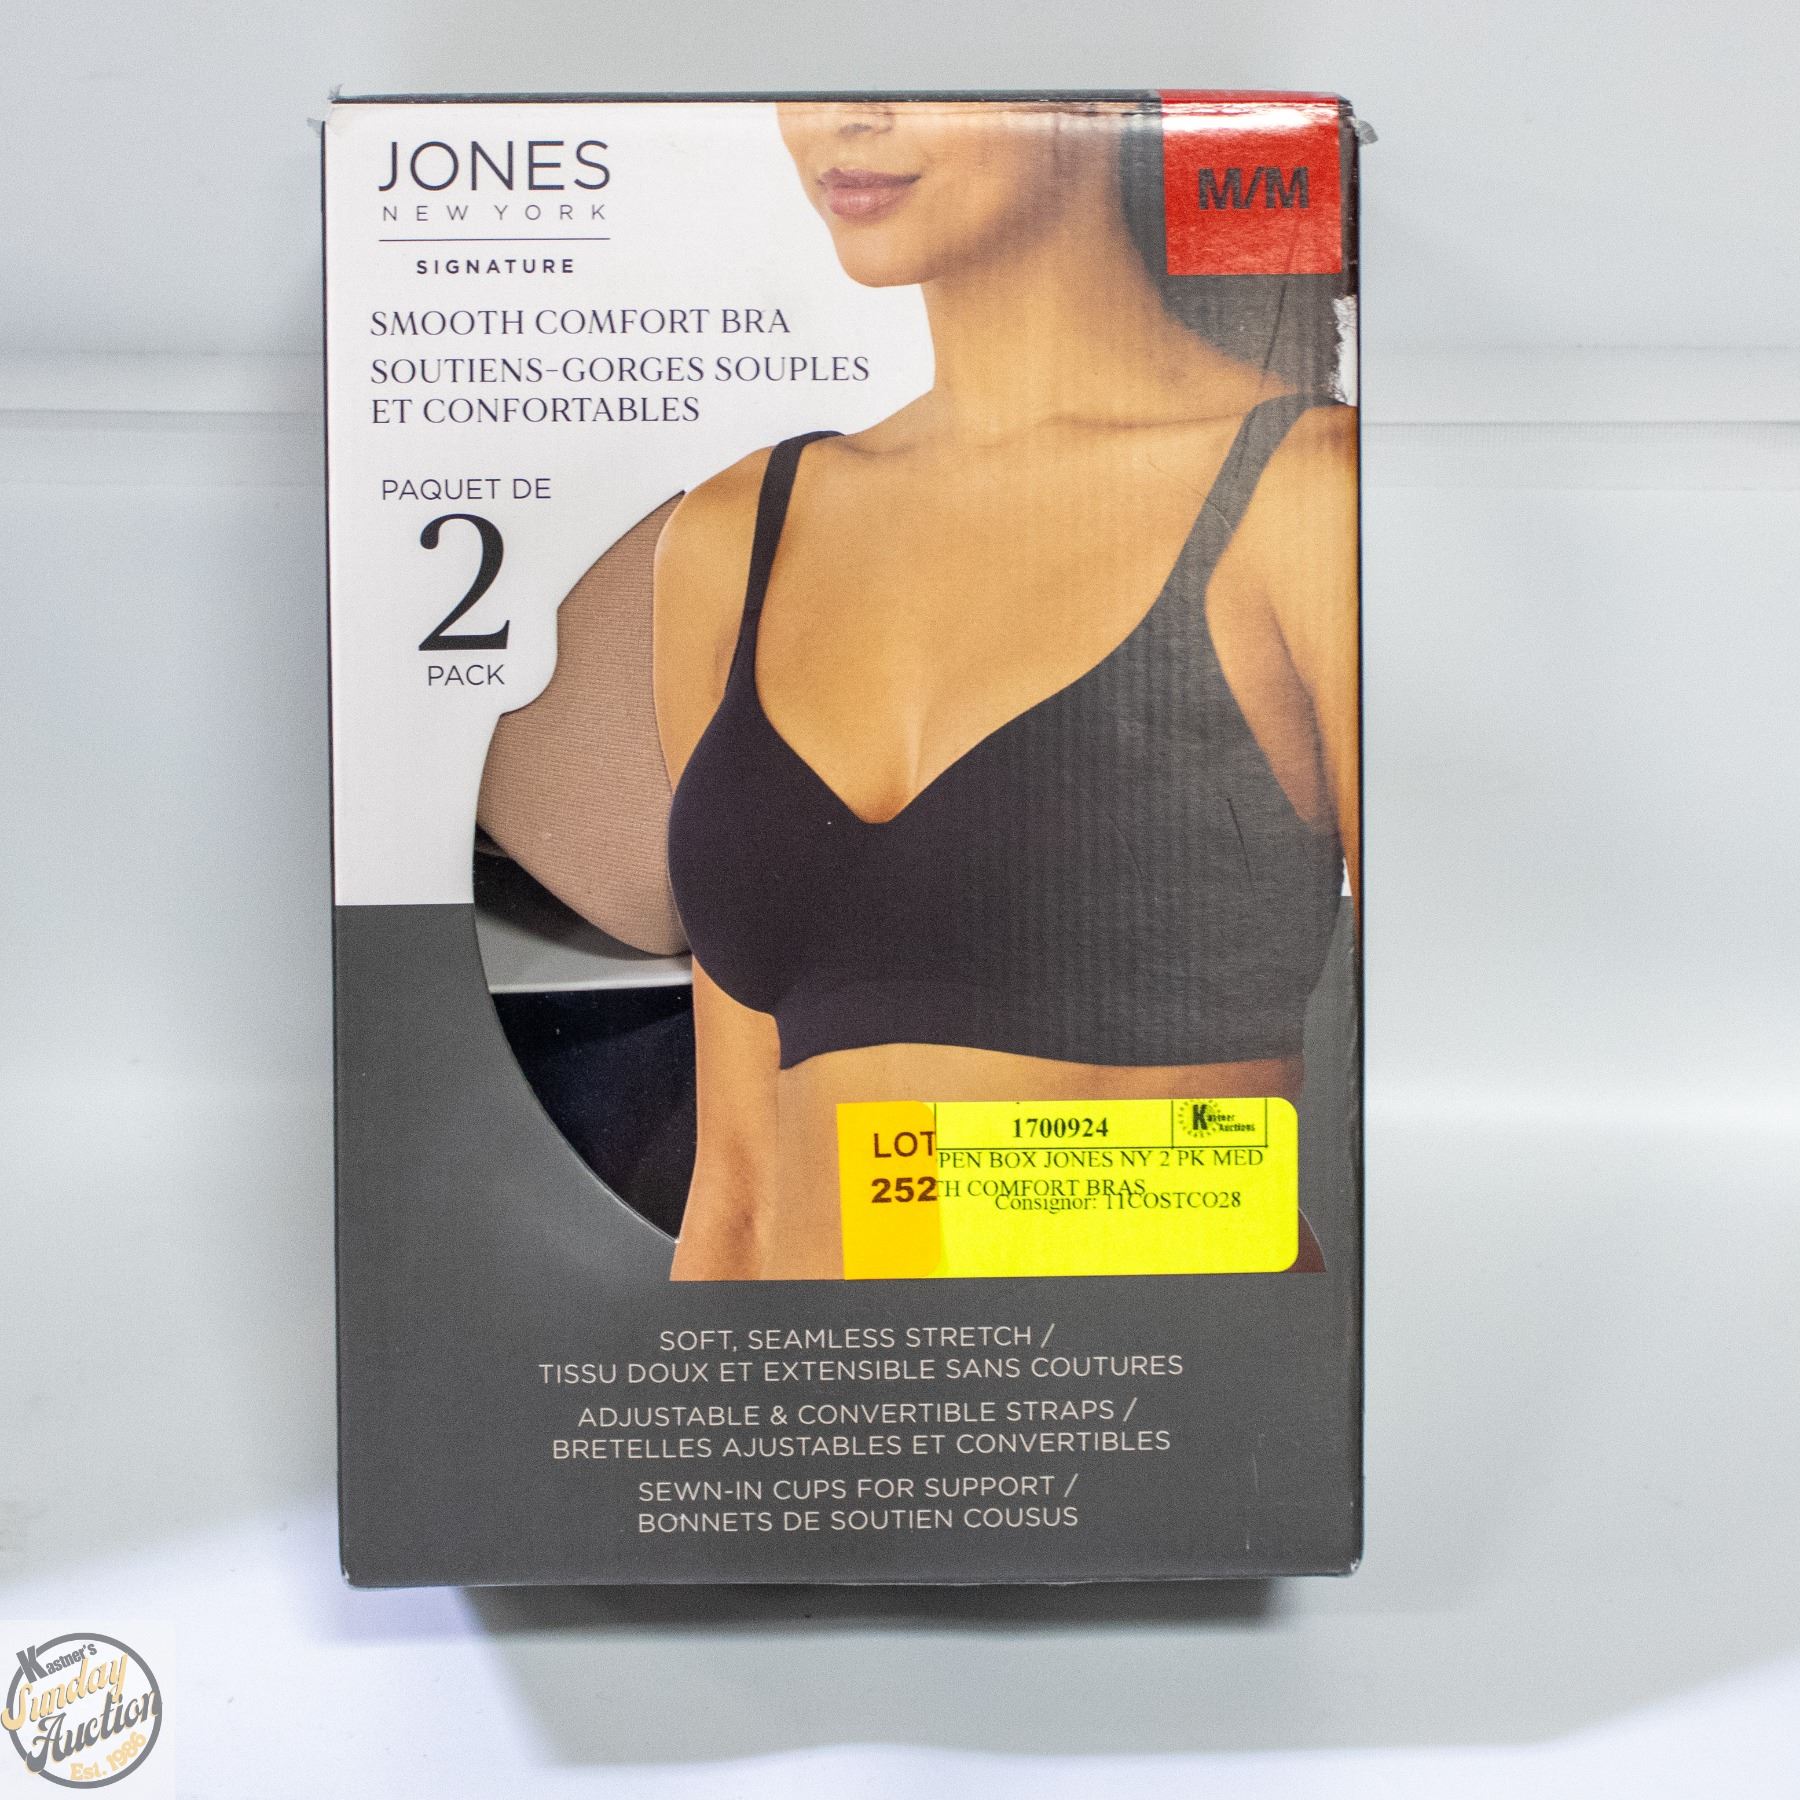 JONES
NEW YORK
SIGNATURE
M/M
SMOOTH COMFORT BRA
SOUTIENS-GORGES SOUPLES
ET CONFORTABLES
PAQUET DE
2
PACK
LOT
252
1700924
Kastner
Auctions
PEN BOX JONES NY 2 PK MED
TH COMFORT BRAS
Consignor: 11COSTCO28
SOFT, SEAMLESS STRETCH /
TISSU DOUX ET EXTENSIBLE SANS COUTURES
ADJUSTABLE & CONVERTIBLE STRAPS /
BRETELLES AJUSTABLES ET CONVERTIBLES
SEWN-IN CUPS FOR SUPPORT /
BONNETS DE SOUTIEN COUSUS
Kastner's
Sunday
Auction
Est. 1986